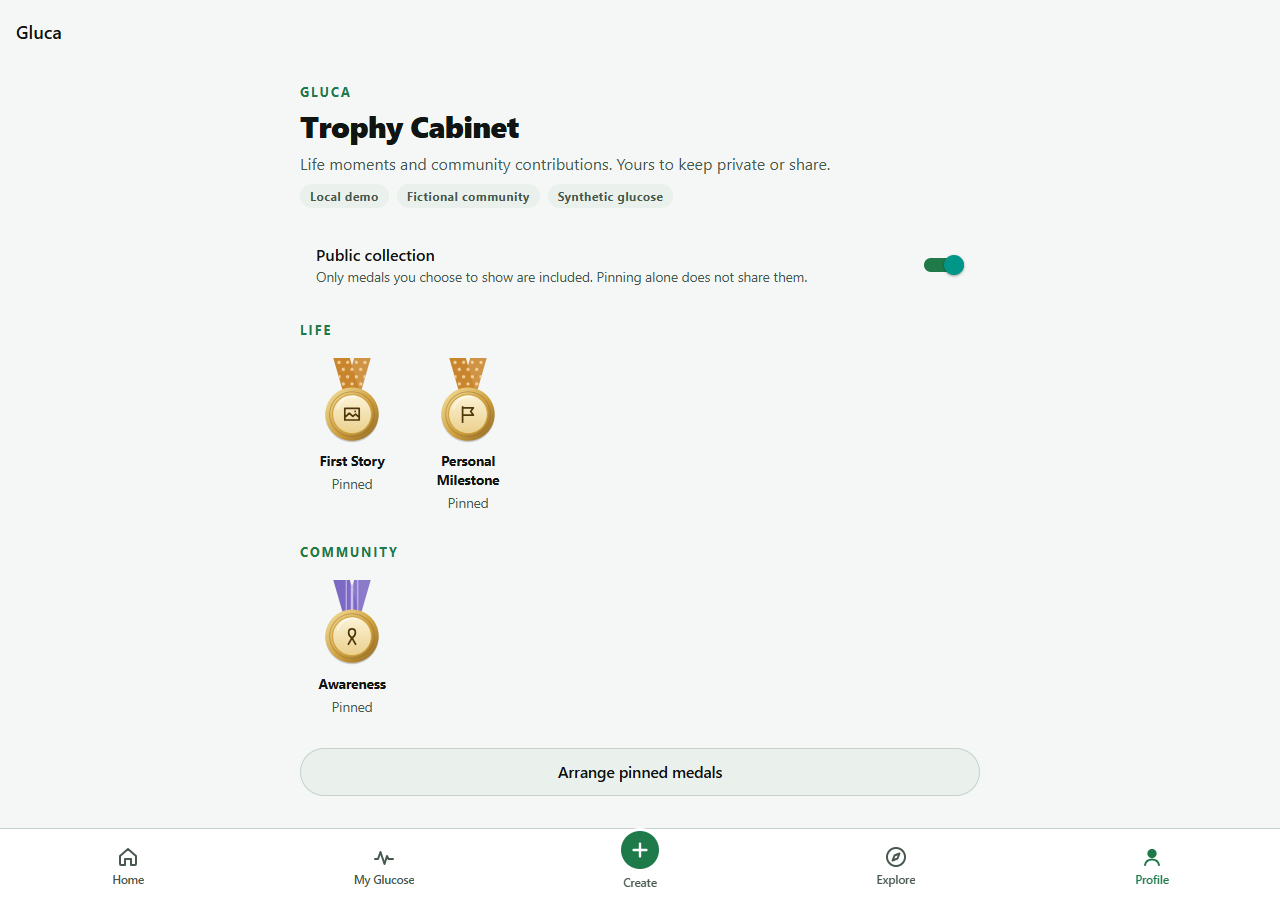 Gluca
GLUCA
Trophy Cabinet
Life moments and community contributions. Yours to keep private or share.
Local demo
Fictional community
Synthetic glucose
Public collection
Only medals you choose to show are included. Pinning alone does not share them.
LIFE
First Story
Pinned
Personal
Milestone
Pinned
COMMUNITY
Awareness
Pinned
Arrange pinned medals
Home
My Glucose
Create
Explore
Profile